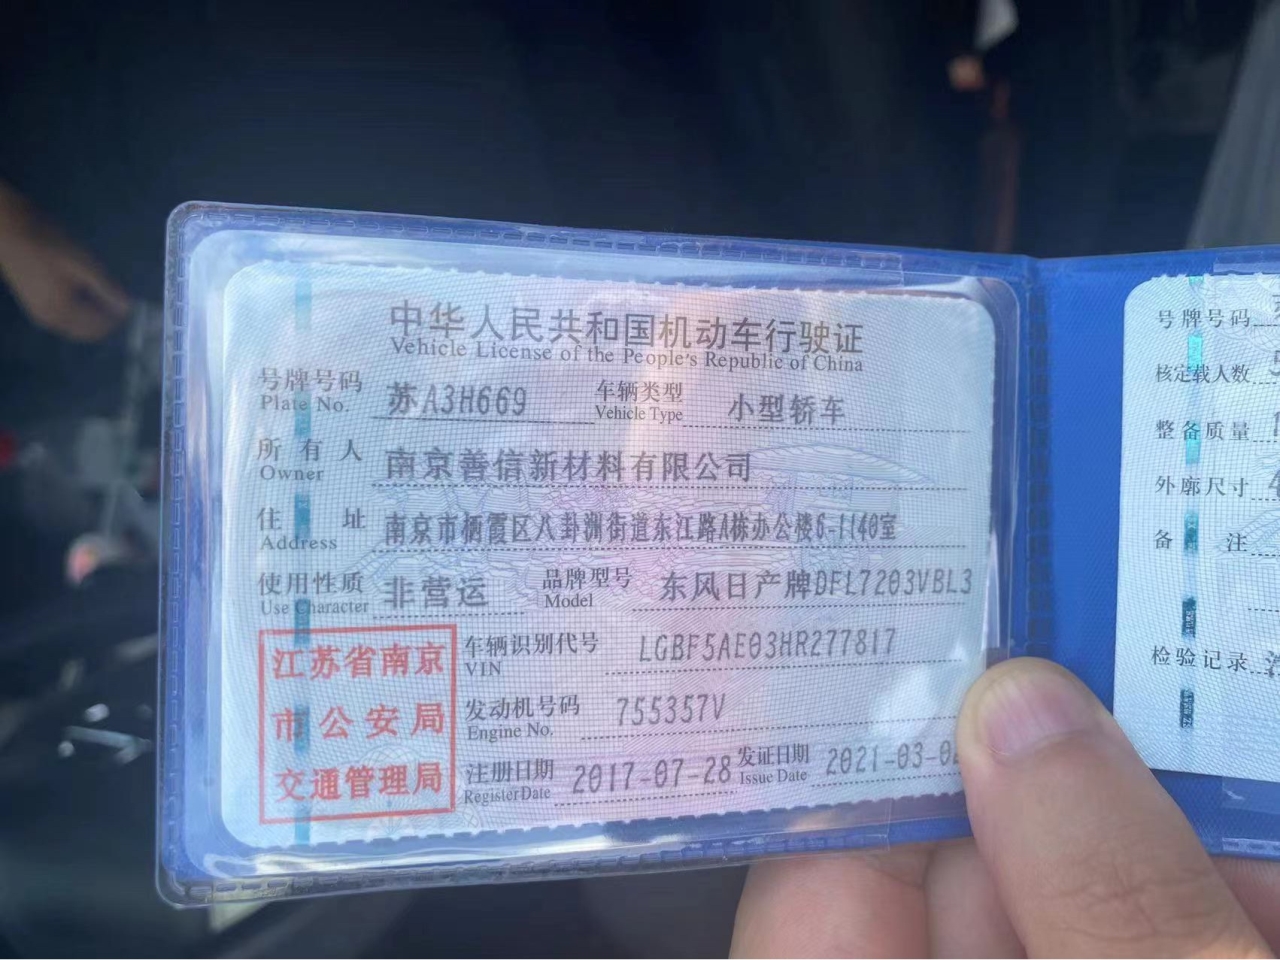 中华人民共和国机动车行驶证
Vehicle License of the People's Republic of China
号牌号码 苏A3H669 车辆类型 小型轿车
Plate No. Vehicle Type
所有人 南京善信新材料有限公司
Owner
住址 南京市栖霞区八卦洲街道东江路A栋办公楼6-1140室
Address
使用性质 非营运 品牌型号 东风日产牌DFL7203VBL3
Use Character Model
江苏省南京
市公安局
交通管理局
车辆识别代号 LGBF5AE03HR277817
VIN
发动机号码 755357V
Engine No.
注册日期 2017-07-28 发证日期 2021-03-0
Register Date Issue Date
号牌号码
核定载人数 5
整备质量
外廓尺寸 4
备注
检验记录